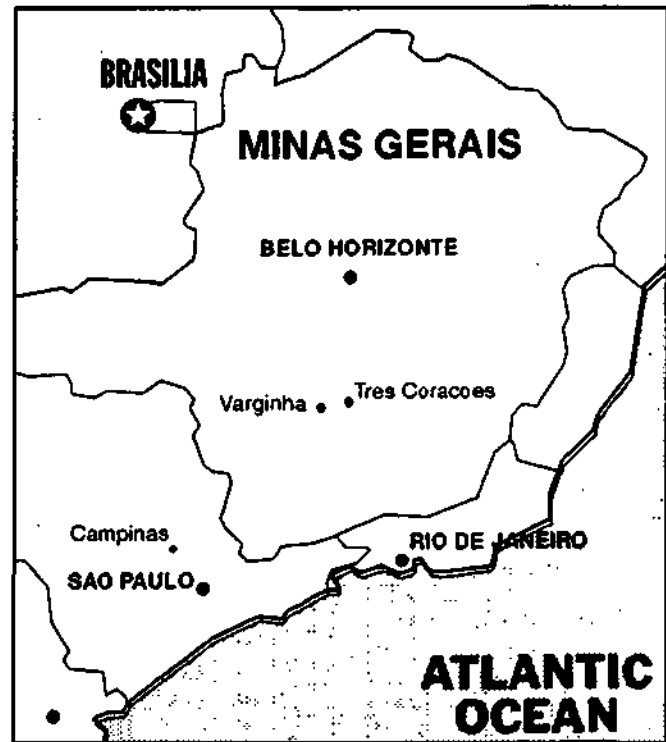 BRASILIA
MINAS GERAIS
BELO HORIZONTE
Varginha
Tres Coracoes
Campinas
RIO DE JANEIRO
SAO PAULO
ATLANTIC
OCEAN